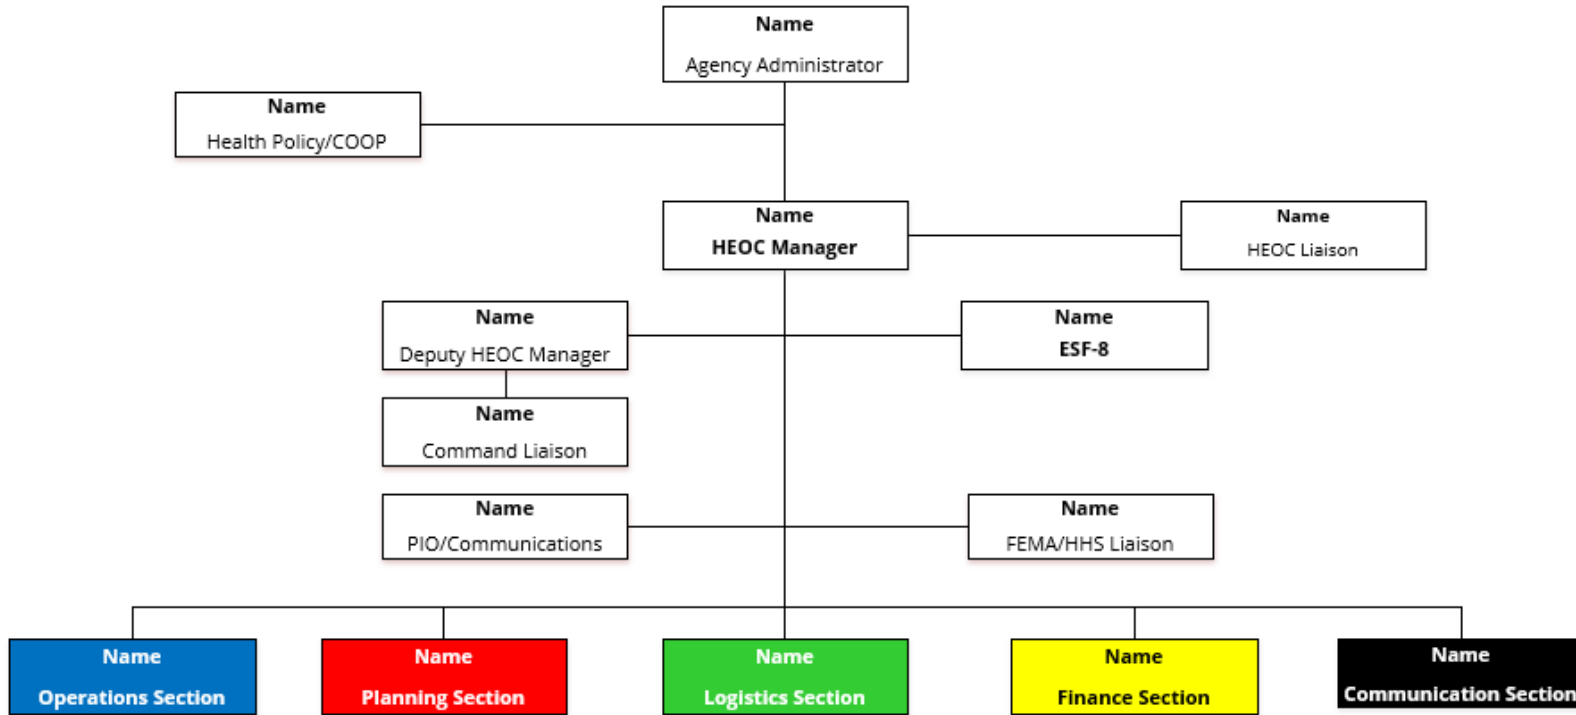 Name
Agency Administrator
Name
Health Policy/COOP
Name
HEOC Manager
Name
HEOC Liaison
Name
Deputy HEOC Manager
Name
ESF-8
Name
Command Liaison
Name
PIO/Communications
Name
FEMA/HHS Liaison
Name
Operations Section
Name
Planning Section
Name
Logistics Section
Name
Finance Section
Name
Communication Section